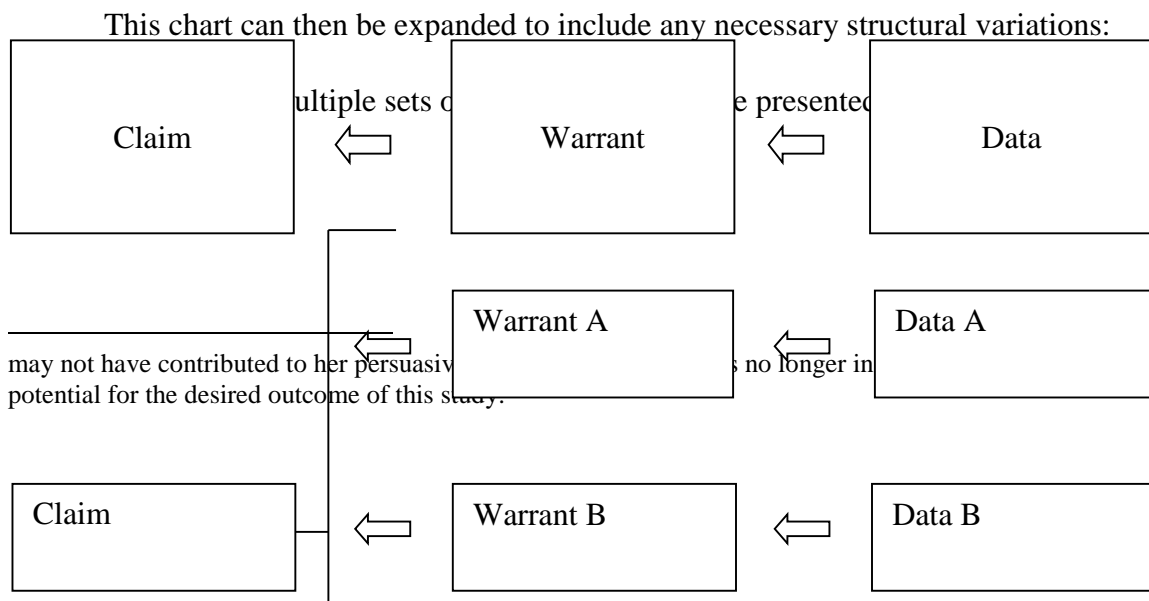 This chart can then be expanded to include any necessary structural variations:
ultiple sets o e presented
Claim Warrant Data
Warrant A Data A
may not have contributed to her persuasiv s no longer in
potential for the desired outcome of this study.
Claim Warrant B Data B